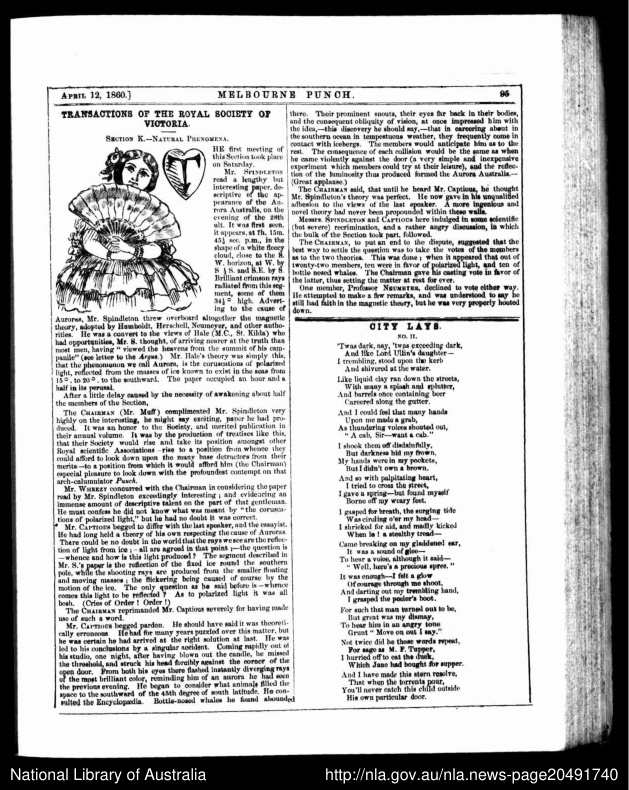 APRIL 12, 1860.]
MELBOURNE PUNCH.
95
TRANSACTIONS OF THE ROYAL SOCIETY OF
VICTORIA.
SECTION K.—NATURAL PHENOMENA.
HE first meeting of
this Section took place
on Saturday.
Mr. SPINDLETON
read a lengthy but
interesting paper, de-
scriptive of the ap-
pearance of the Au-
rora Australis, on the
evening of the 28th
ult. It was first seen,
it appears, at 7h. 15m.
45½ sec. p.m., in the
shape of a white fleecy
cloud, close to the S.
W. horizon, at W. by
S ½ S. and S.E. by S.
Brilliant crimson rays
radiated from this seg-
ment, some of them
34½° high. Advert-
ing to the cause of
Auroras, Mr. Spindleton threw overboard altogether the magnetic
theory, adopted by Humboldt, Herschell, Neumeyer, and other autho-
rities. He was a convert to the views of Hale (M.C., St. Kilda) who
had opportunities, Mr. S. thought, of arriving nearer at the truth than
most men, having "viewed the heavens from the summit of his cam-
panile" (see letter to the Argus.) Mr. Hale's theory was simply this,
that the phenomenon we call Aurora, is the coruscations of polarized
light, reflected from the masses of ice known to exist in the seas from
15°. to 20°. to the southward. The paper occupied an hour and a
half in its perusal.
After a little delay caused by the necessity of awakening about half
the members of the Section,
The CHAIRMAN (Mr. Muff) complimented Mr. Spindleton very
highly on the interesting, he might say exciting, paper he had pro-
duced. It was an honor to the Society, and merited publication in
their annual volume. It was by the production of treatises like this,
that their Society would rise and take its position amongst other
Royal scientific Associations—rise to a position from whence they
could afford to look down upon the many base detractors from their
merits—to a position from which it would afford him (the Chairman)
especial pleasure to look down with the profoundest contempt on that
arch-calumniator Punch.
Mr. WHEEZY concurred with the Chairman in considering the paper
read by Mr. Spindleton exceedingly interesting; and evidencing an
immense amount of descriptive talent on the part of that gentleman.
He must confess he did not know what was meant by "the corusca-
tions of polarized light," but he had no doubt it was correct.
Mr. CAPTIOUS begged to differ with the last speaker, and the essayist.
He had long held a theory of his own respecting the cause of Auroras.
There could be no doubt in the world that the rays we see are the reflec-
tion of light from ice;—all are agreed in that point;—the question is
—whence and how is this light produced? The segment described in
Mr. S.'s paper is the reflection of the fixed ice round the southern
pole, while the shooting rays are produced from the smaller floating
and moving masses; the flickering being caused of course by the
motion of the ice. The only question as he said before is—whence
comes this light to be reflected? As to polarized light it was all
bosh. (Cries of Order! Order!)
The CHAIRMAN reprimanded Mr. Captious severely for having made
use of such a word.
Mr. CAPTIOUS begged pardon. He should have said it was theoreti-
cally erroneous He had for many years puzzled over this matter, but
he was certain he had arrived at the right solution at last. He was
led to his conclusions by a singular accident. Coming rapidly out of
his studio, one night, after having blown out the candle, he missed
the threshold, and struck his head forcibly against the corner of the
open door. From both his eyes there flashed instantly diverging rays
of the most brilliant color, reminding him of an aurora he had seen
the previous evening. He began to consider what animals filled the
space to the southward of the 45th degree of south latitude. He con-
sulted the Encyclopædia. Bottle-nosed whales he found abounded
there. Their prominent snouts, their eyes far back in their bodies,
and the consequent obliquity of vision, at once impressed him with
the idea,—this discovery he should say,—that in careering about in
the southern ocean in tempestuous weather, they frequently come in
contact with icebergs. The members would anticipate him as to the
rest. The consequence of each collision would be the same as when
he came violently against the door (a very simple and inexpensive
experiment which members could try at their leisure), and the reflec-
tion of the luminosity thus produced formed the Aurora Australis.—
(Great applause.)
The CHAIRMAN said, that until he heard Mr. Captious, he thought
Mr. Spindleton's theory was perfect. He now gave in his unqualified
adhesion to the views of the last speaker. A more ingenious and
novel theory had never been propounded within these walls.
Messrs SPINDLETON and CAPTIOUS here indulged in some scientific
(but severe) recrimination, and a rather angry discussion, in which
the bulk of the Section took part, followed.
The CHAIRMAN, to put an end to the dispute, suggested that the
best way to settle the question was to take the votes of the members
as to the two theories. This was done; when it appeared that out of
twenty-two members, ten were in favor of polarized light, and ten of
bottle nosed whales. The Chairman gave his casting vote in favor of
the latter, thus setting the matter at rest for ever.
One member, Professor NEUMEYER, declined to vote either way.
He attempted to make a few remarks, and was understood to say he
still had faith in the magnetic theory, but he was very properly hooted
down.
CITY LAYS.
NO. II.
'Twas dark, nay, 'twas exceeding dark,
And like Lord Ullin's daughter—
I trembling, stood upon the kerb
And shivered at the water.
Like liquid clay ran down the streets,
With many a splash and splutter,
And barrels once containing beer
Careered along the gutter.
And I could feel that many hands
Upon me made a grab,
As thundering voices shouted out,
"A cab, Sir—want a cab."
I shook them off disdainfully,
But darkness hid my frown,
My hands were in my pockets,
But I didn't own a brown.
And so with palpitating heart,
I tried to cross the street,
I gave a spring—but found myself
Borne off my weary feet.
I gasped for breath, the surging tide
Was circling o'er my head—
I shrieked for aid, and madly kicked
When lo! a stealthy tread—
Came breaking on my gladdened ear,
It was a sound of glee—
To hear a voice, although it said—
"Well, here's a precious spree."
It was enough—I felt a glow
Of courage through me shoot,
And darting out my trembling hand,
I grasped the peeler's boot.
For such that man turned out to be,
But great was my dismay,
To hear him in an angry tone
Grunt "Move on out I say."
Not twice did he those words repeat,
For sage as M. F. Tupper,
I hurried off to eat the duck,
Which Jane had bought for supper.
And I have made this stern resolve,
That when the torrents pour,
You'll never catch this child outside
His own particular door.
National Library of Australia
http://nla.gov.au/nla.news-page20491740